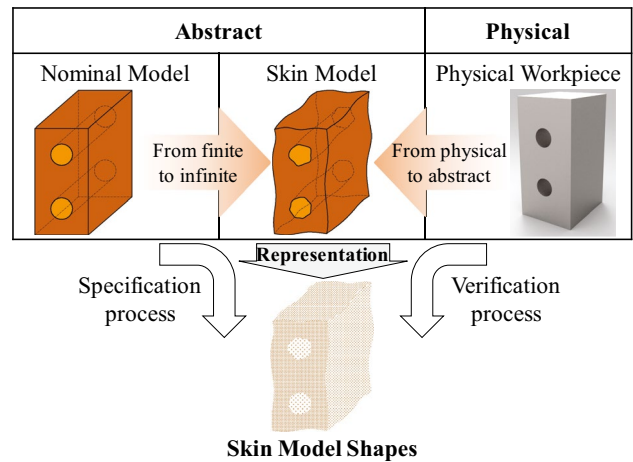 Abstract
Physical
Nominal Model
Skin Model
Physical Workpiece
From finite
to infinite
From physical
to abstract
Representation
Specification
process
Verification
process
Skin Model Shapes